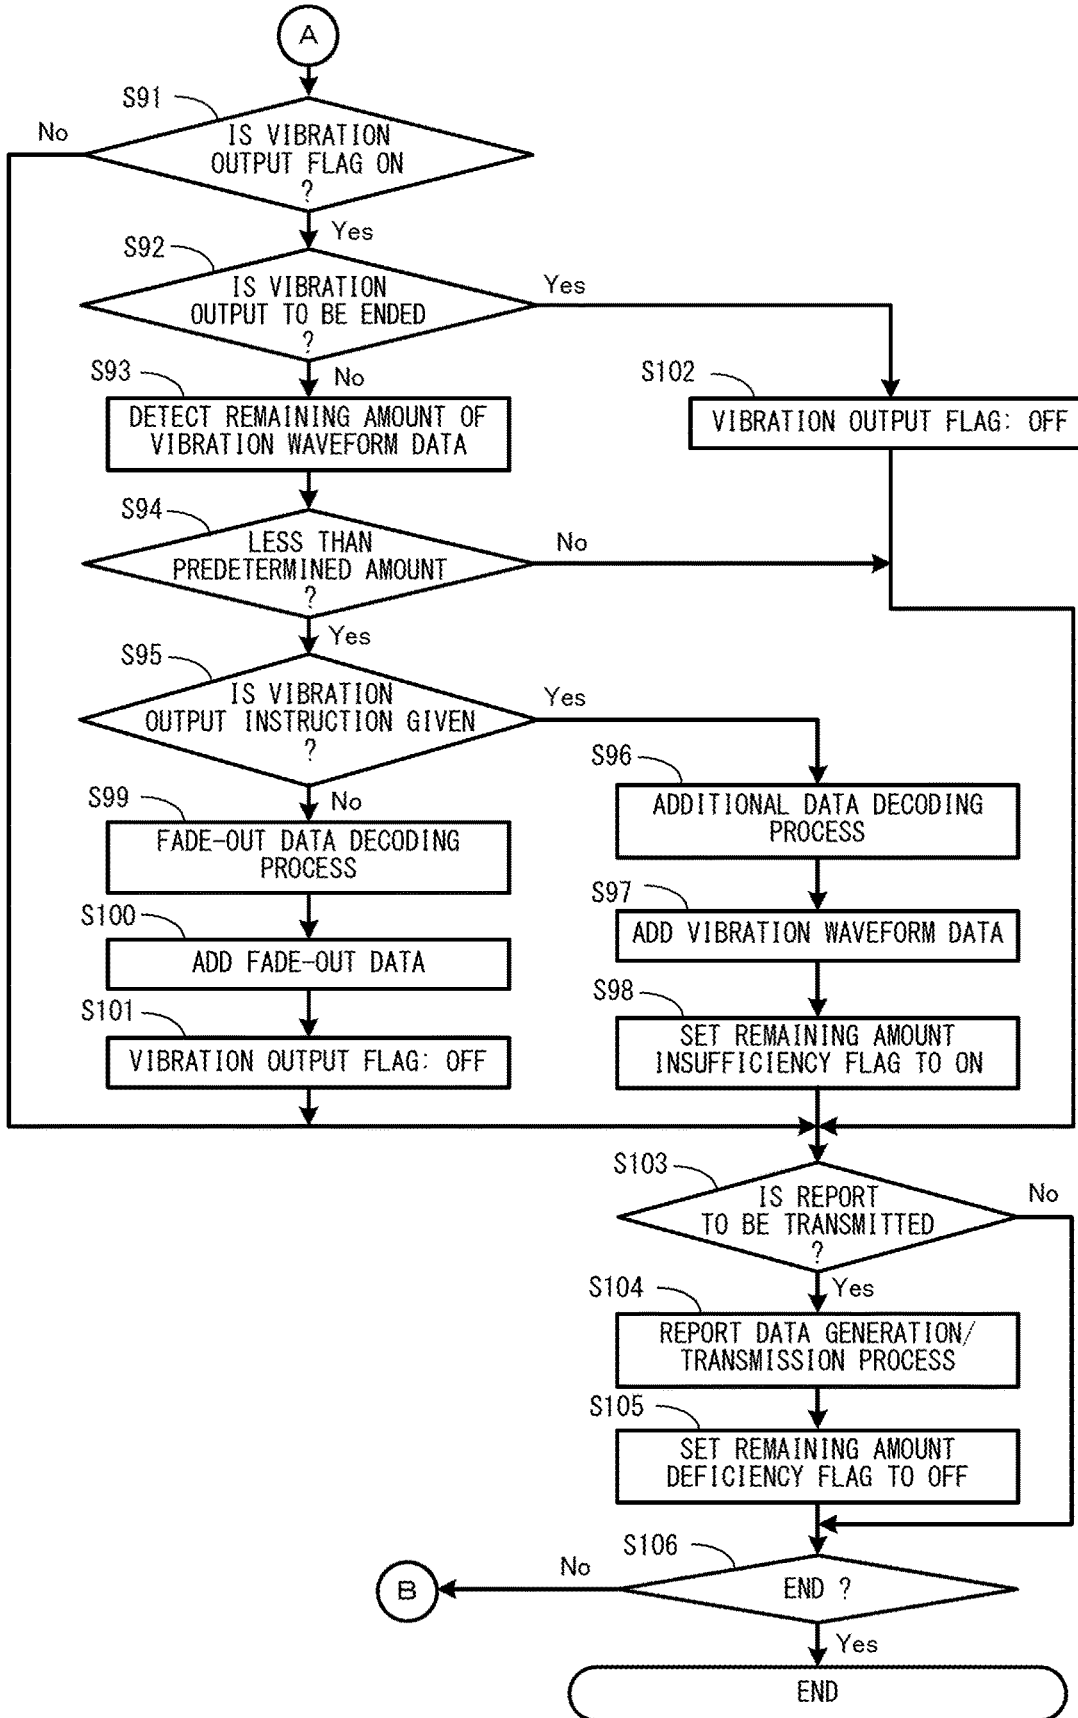 A
S91
No
IS VIBRATION
OUTPUT FLAG ON
?
Yes
S92
IS VIBRATION
OUTPUT TO BE ENDED
?
Yes
No
S93
DETECT REMAINING AMOUNT OF
VIBRATION WAVEFORM DATA
S102
VIBRATION OUTPUT FLAG: OFF
S94
LESS THAN
PREDETERMINED AMOUNT
?
No
Yes
S95
IS VIBRATION
OUTPUT INSTRUCTION GIVEN
?
Yes
No
S96
ADDITIONAL DATA DECODING
PROCESS
S99
FADE-OUT DATA DECODING
PROCESS
S97
ADD VIBRATION WAVEFORM DATA
S100
ADD FADE-OUT DATA
S98
SET REMAINING AMOUNT
INSUFFICIENCY FLAG TO ON
S101
VIBRATION OUTPUT FLAG: OFF
S103
IS REPORT
TO BE TRANSMITTED
?
No
Yes
S104
REPORT DATA GENERATION/
TRANSMISSION PROCESS
S105
SET REMAINING AMOUNT
DEFICIENCY FLAG TO OFF
S106
END ?
No
B
Yes
END